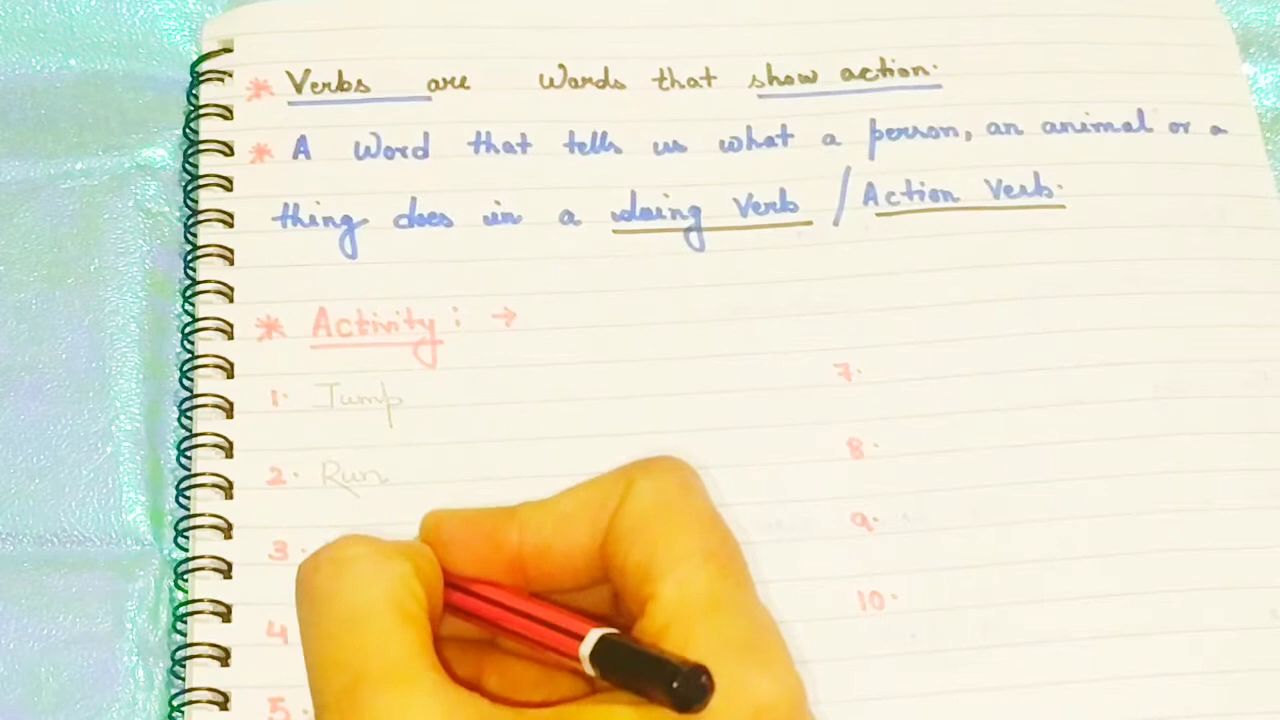 * Verbs are words that show action.
* A word that tells us what a person, an animal or a
thing does is a doing verb / Action Verb.
* Activity : →
1. Jump
2. Run
3.
4
5.
7.
8.
9.
10.